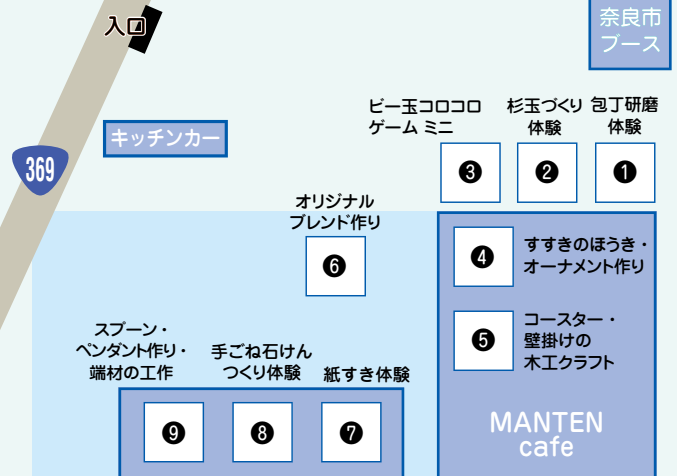 入口
奈良市
ブース
キッチンカー
369
ビー玉コロコロ
ゲーム ミニ
❸
杉玉づくり
体験
❷
包丁研磨
体験
❶
オリジナル
ブレンド作り
❻
❹
すすきのほうき・
オーナメント作り
❺
コースター・
壁掛けの
木工クラフト
MANTEN
cafe
スプーン・
ペンダント作り・
端材の工作
❾
手ごね石けん
つくり体験
❽
紙すき体験
❼